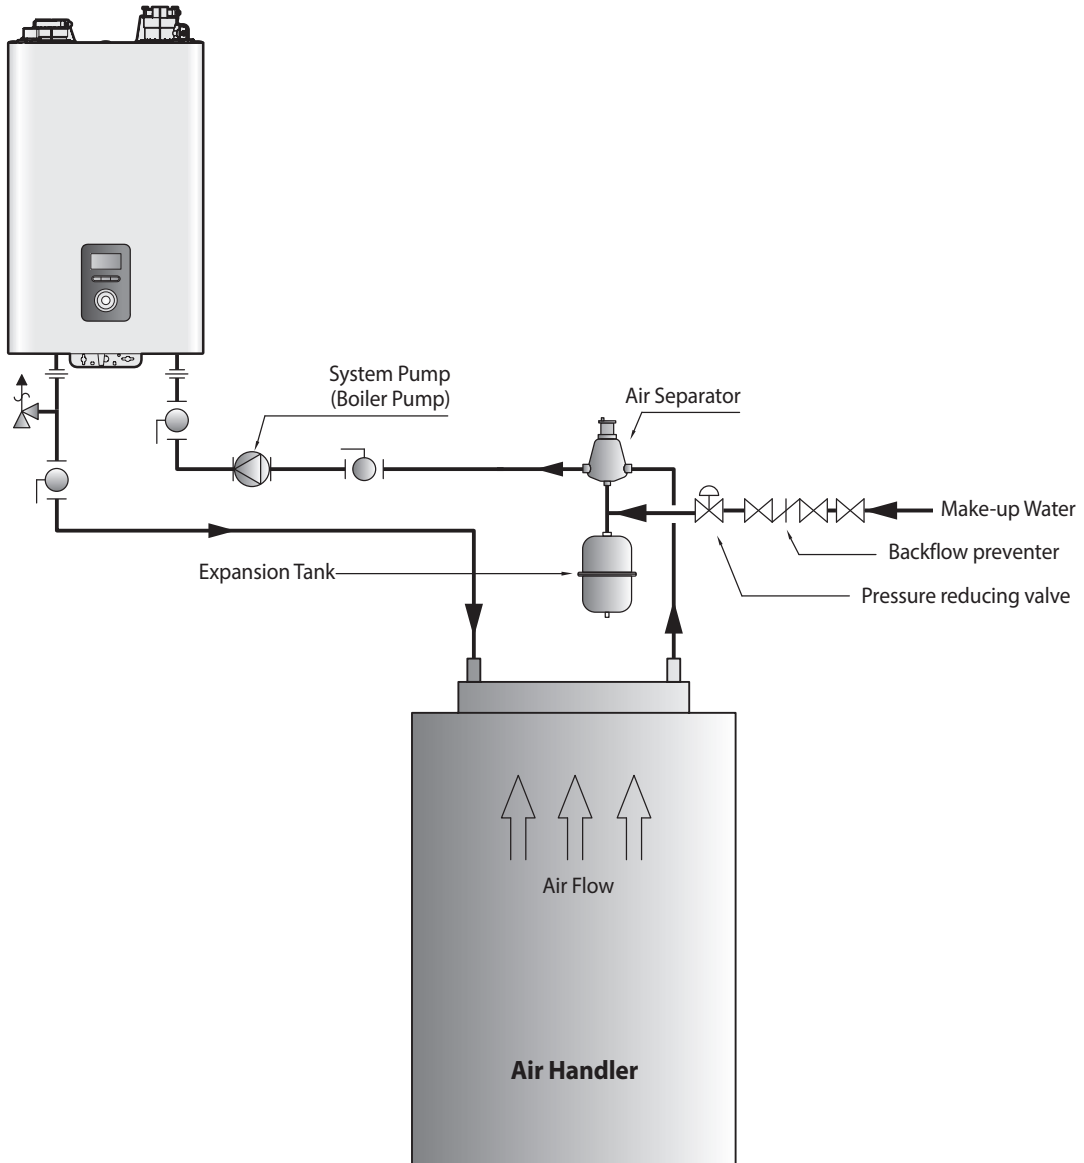 System Pump
(Boiler Pump)
Air Separator
Make-up Water
Backflow preventer
Expansion Tank
Pressure reducing valve
Air Flow
Air Handler